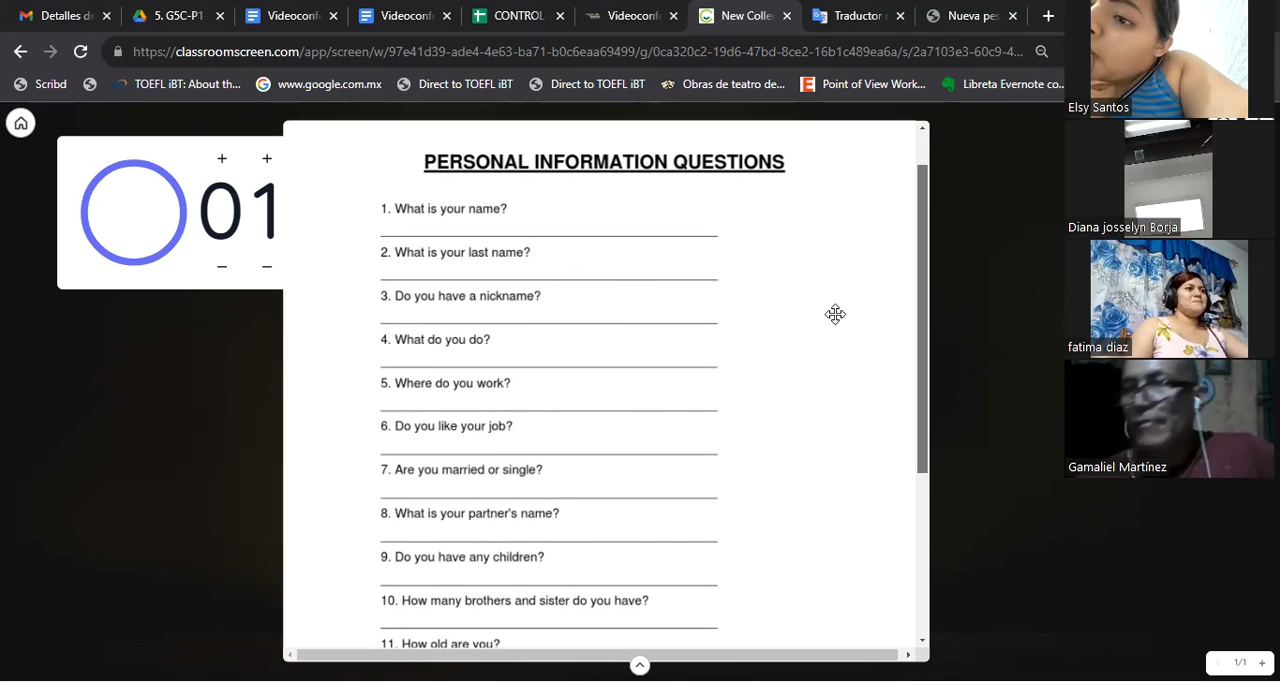 Detalles de
5. G5C-P1-
Videoconfe
Videoconfe
CONTROL
Videoconfe
New Colle
Traductor d
Nueva pes
https://classroomscreen.com/app/screen/w/97e41d39-ade4-4e63-ba71-b0c6eaa69499/g/0ca320c2-19d6-47bd-8ce2-16b1c489ea6a/s/2a7103e3-60c9-4...
Scribd
TOEFL iBT: About th...
www.google.com.mx
Direct to TOEFL iBT
Direct to TOEFL iBT
Obras de teatro de...
Point of View Work...
Libreta Evernote co...
01
PERSONAL INFORMATION QUESTIONS
1. What is your name?
2. What is your last name?
3. Do you have a nickname?
4. What do you do?
5. Where do you work?
6. Do you like your job?
7. Are you married or single?
8. What is your partner's name?
9. Do you have any children?
10. How many brothers and sister do you have?
11. How old are you?
Elsy Santos
Diana josselyn Borja
fatima diaz
Gamaliel Martínez
1/1